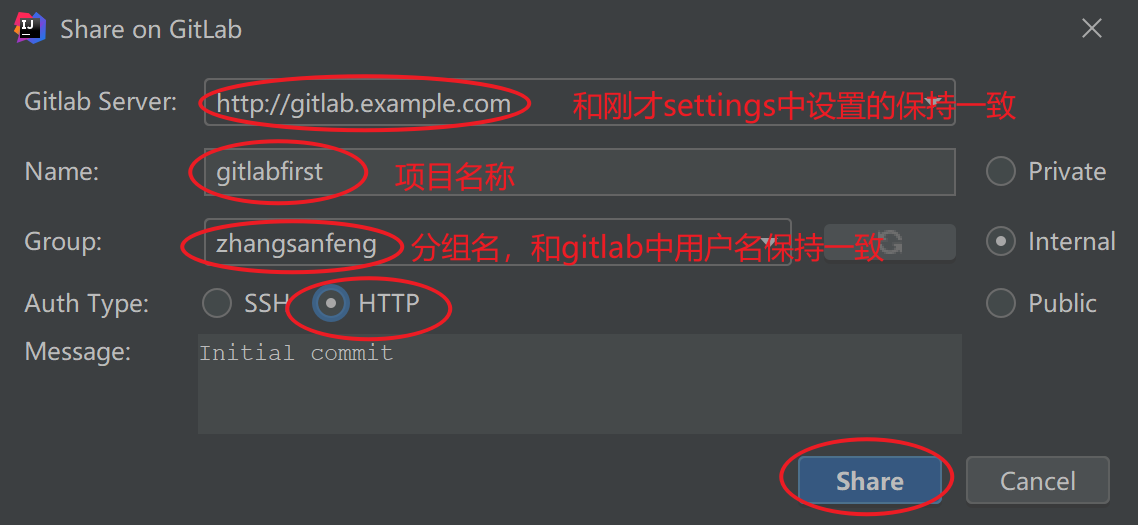 Share on GitLab
Gitlab Server: http://gitlab.example.com 和刚才settings中设置的保持一致
Name: gitlabfirst 项目名称 Private
Group: zhangsanfeng 分组名，和gitlab中用户名保持一致 Internal
Auth Type: SSH HTTP Public
Message: Initial commit
Share Cancel